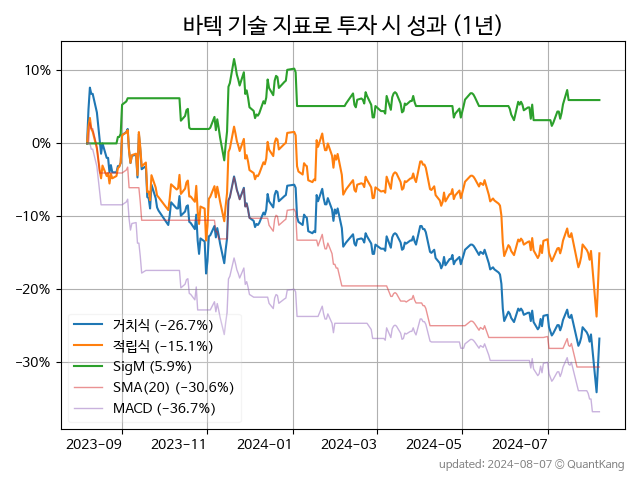 바텍 기술 지표로 투자 시 성과 (1년)
10%
0%
−10%
−20%
−30%
거치식 (−26.7%)
적립식 (−15.1%)
SigM (5.9%)
SMA(20) (−30.6%)
MACD (−36.7%)
2023-09
2023-11
2024-01
2024-03
2024-05
2024-07
updated: 2024-08-07 © QuantKang